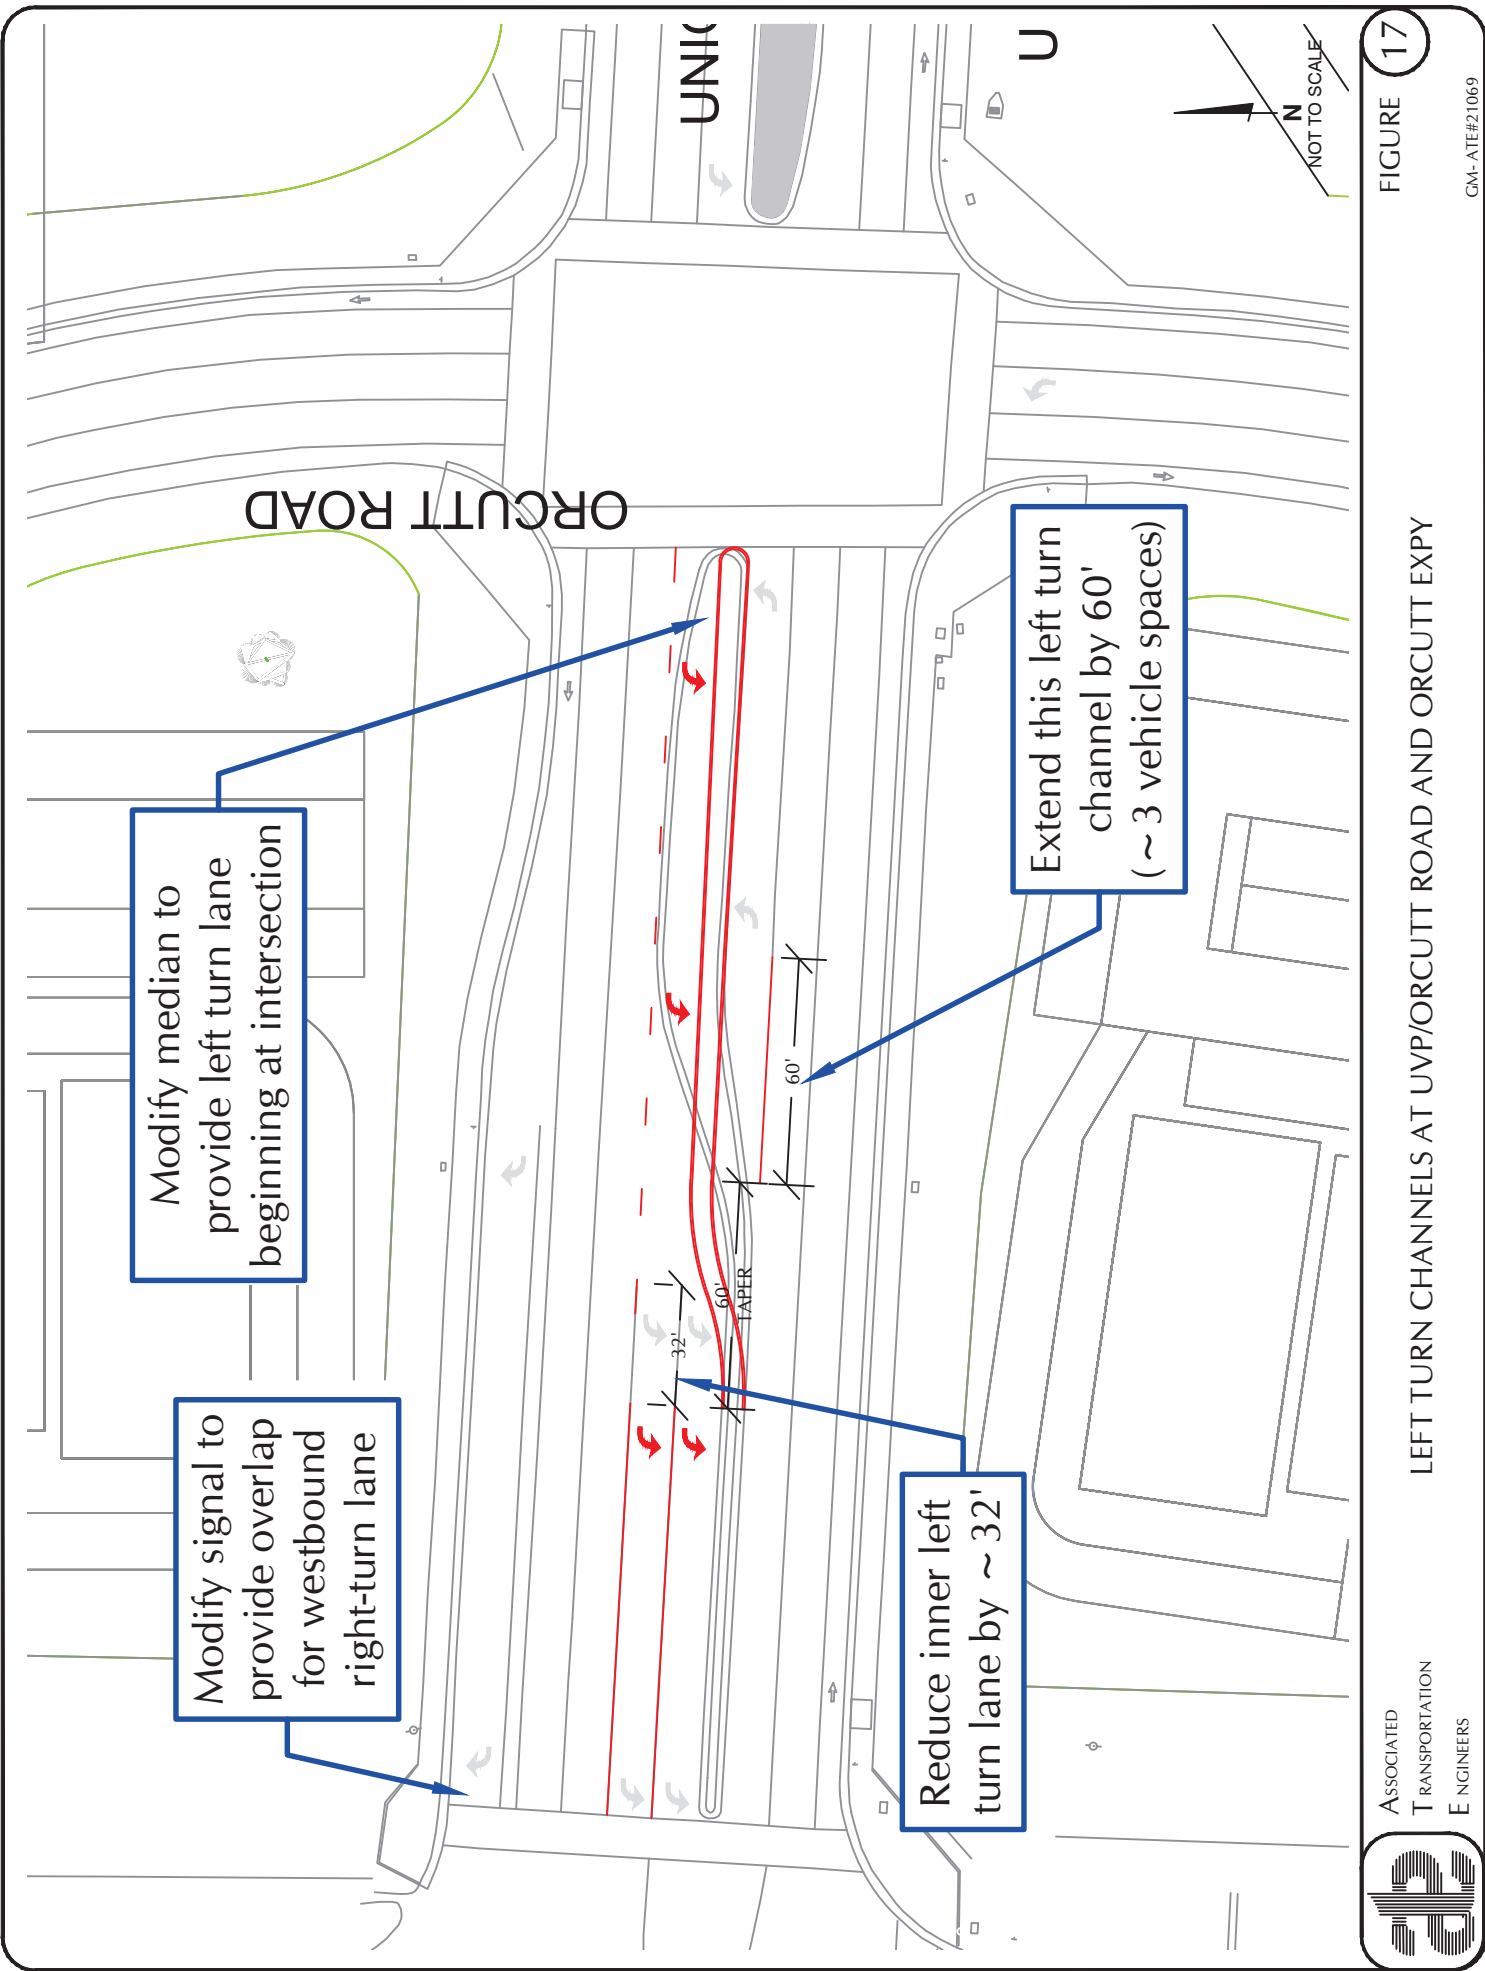 Modify signal to
provide overlap
for westbound
right-turn lane
Modify median to
provide left turn lane
beginning at intersection
ORCUTT ROAD
UNIO
U
32'
60'
TAPER
60'
Reduce inner left
turn lane by ~ 32'
Extend this left turn
channel by 60'
(~ 3 vehicle spaces)
N
NOT TO SCALE
ASSOCIATED
TRANSPORTATION
ENGINEERS
LEFT TURN CHANNELS AT UVP/ORCUTT ROAD AND ORCUTT EXPY
FIGURE 17
GM- ATE#21069